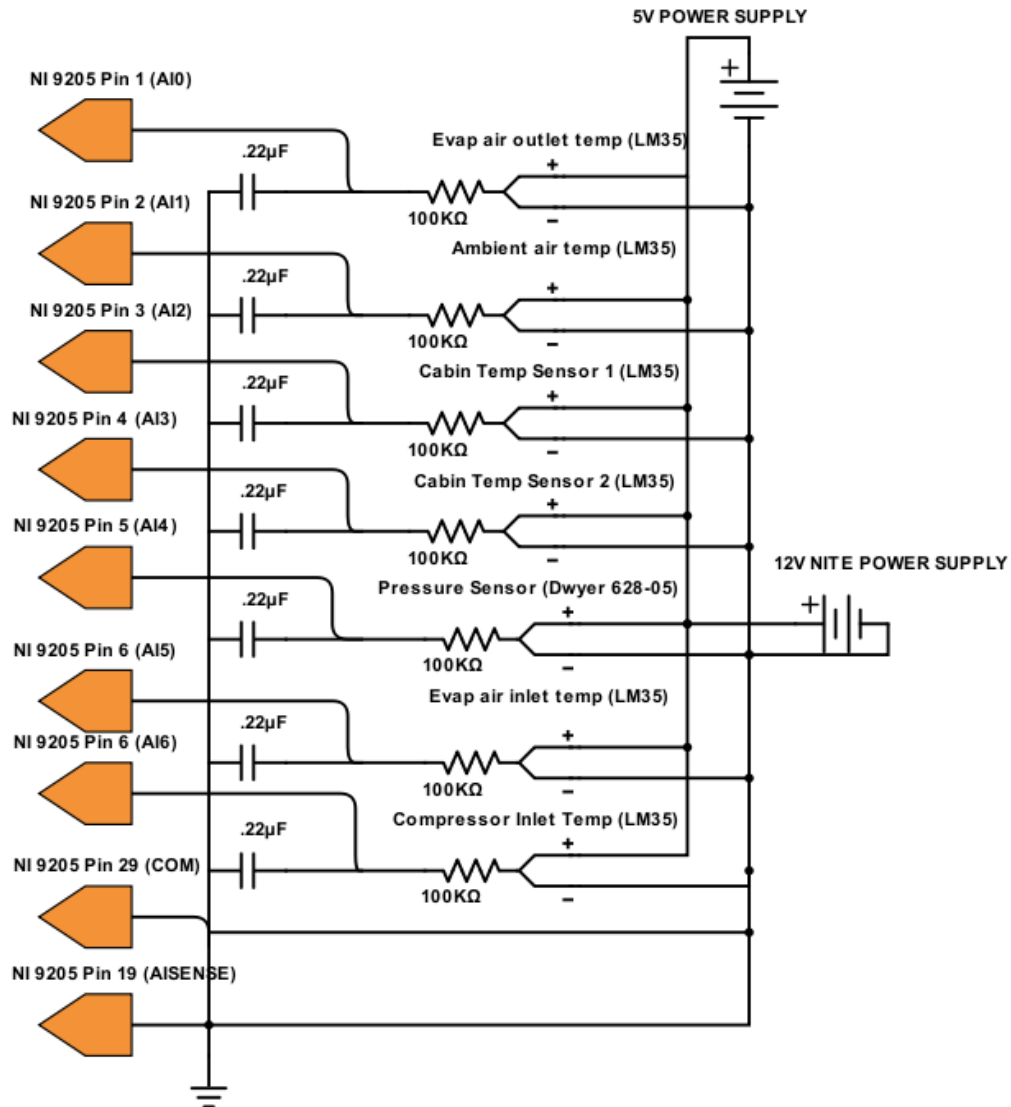 5V POWER SUPPLY
+
NI 9205 Pin 1 (AI0)
Evap air outlet temp (LM35)
.22µF
+
100KΩ
–
NI 9205 Pin 2 (AI1)
Ambient air temp (LM35)
.22µF
+
100KΩ
–
NI 9205 Pin 3 (AI2)
Cabin Temp Sensor 1 (LM35)
.22µF
+
100KΩ
–
NI 9205 Pin 4 (AI3)
Cabin Temp Sensor 2 (LM35)
.22µF
+
100KΩ
–
NI 9205 Pin 5 (AI4)
12V NITE POWER SUPPLY
+
Pressure Sensor (Dwyer 628-05)
.22µF
+
100KΩ
–
NI 9205 Pin 6 (AI5)
Evap air inlet temp (LM35)
.22µF
+
100KΩ
–
NI 9205 Pin 6 (AI6)
Compressor Inlet Temp (LM35)
.22µF
+
100KΩ
–
NI 9205 Pin 29 (COM)
NI 9205 Pin 19 (AISENSE)